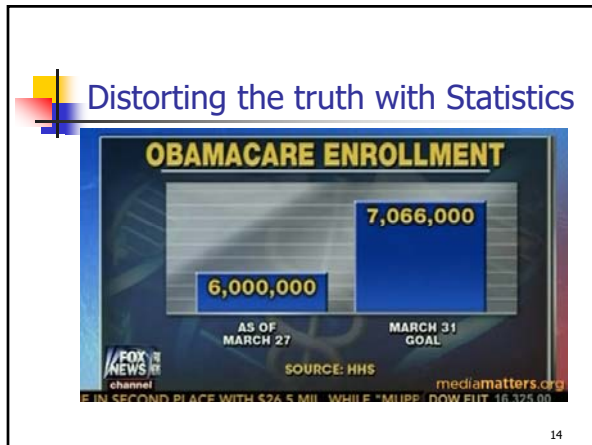 Distorting the truth with Statistics
OBAMACARE ENROLLMENT
7,066,000
6,000,000
AS OF
MARCH 27
MARCH 31
GOAL
SOURCE: HHS
FOX
NEWS
channel
mediamatters.org
E IN SECOND PLACE WITH $26.5 MIL, WHILE "MUPP DOW FUT 16,325.00
14